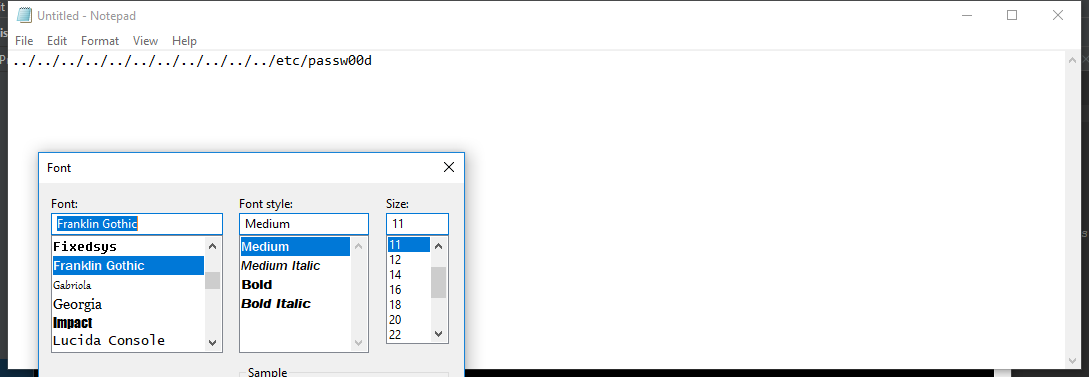 Untitled - Notepad
File Edit Format View Help
../../../../../../../../../../../etc/passw00d
Font
Font: Font style: Size:
Franklin Gothic Medium 11
Fixedsys Medium 11
Franklin Gothic Medium Italic 12
Gabriola Bold 14
Georgia Bold Italic 16
Impact 18
Lucida Console 20
22
Sample